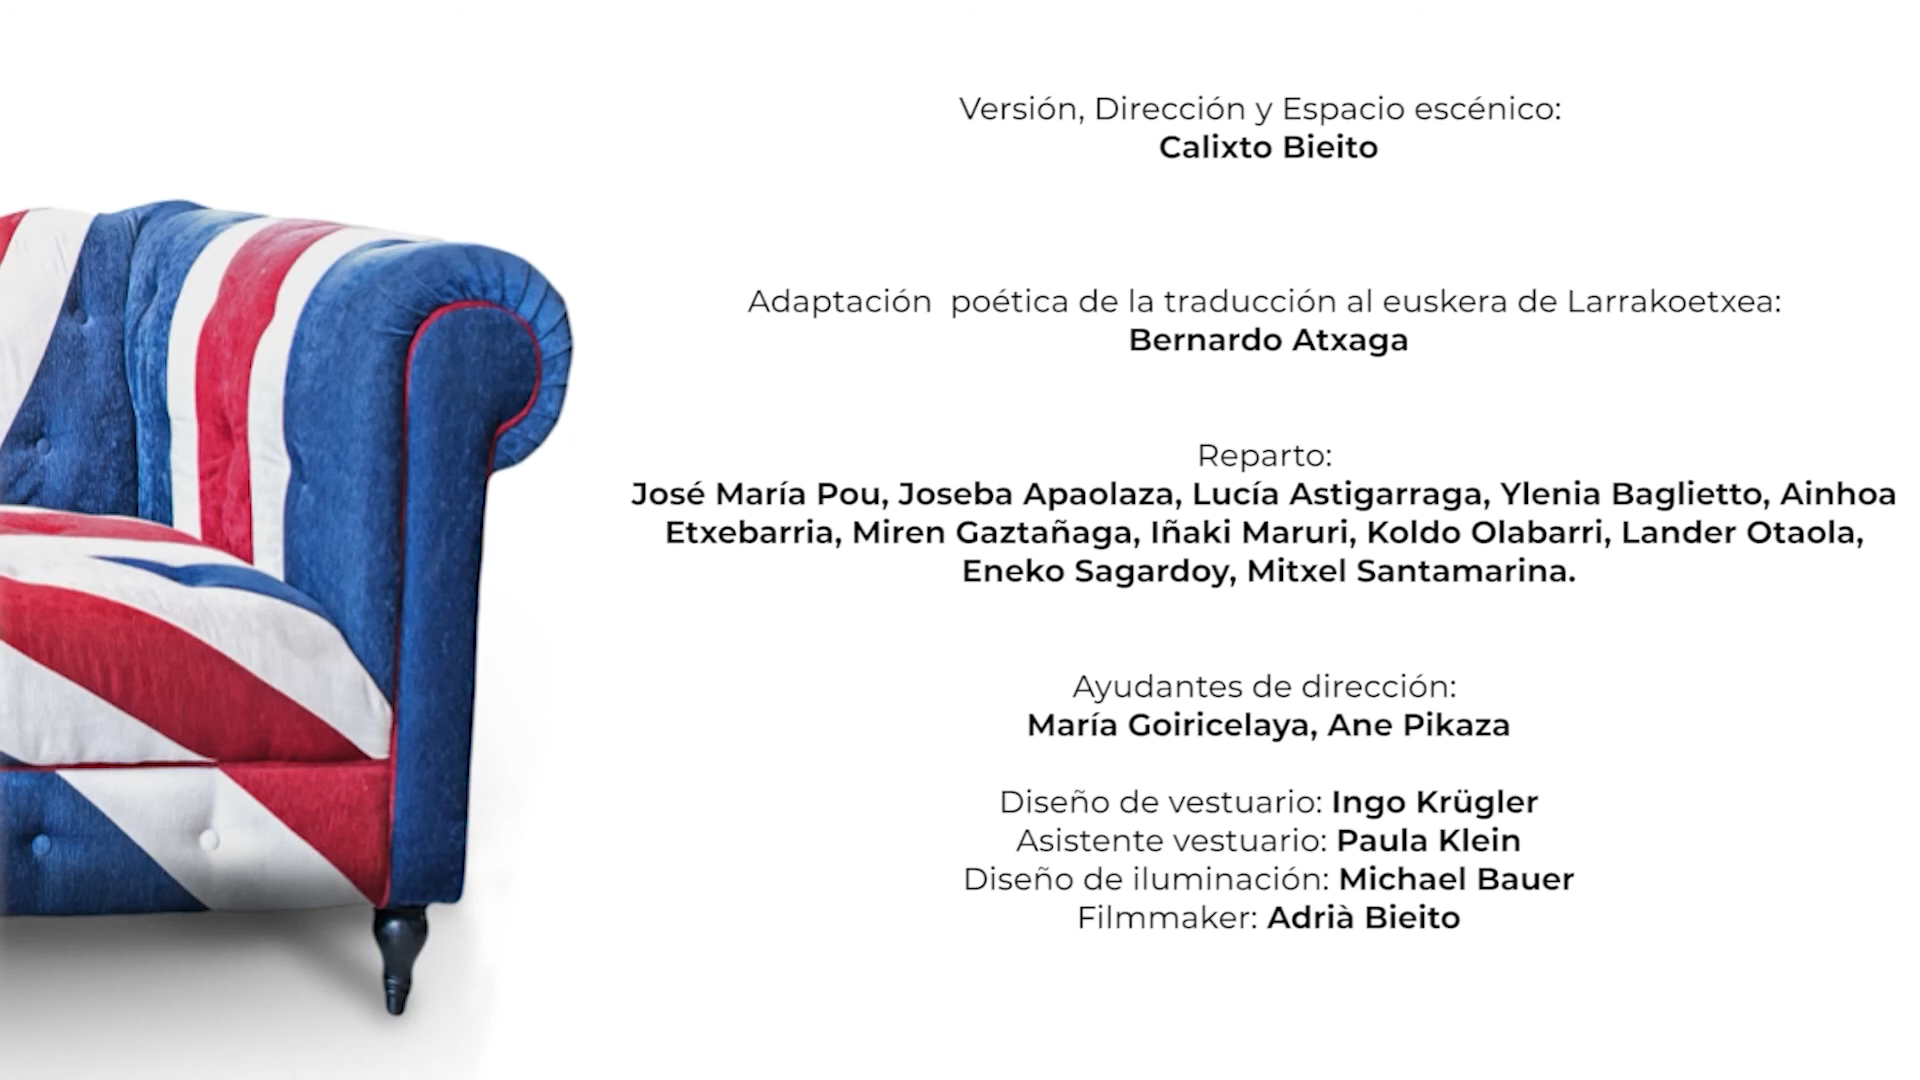 Versión, Dirección y Espacio escénico:
Calixto Bieito
Adaptación  poética de la traducción al euskera de Larrakoetxea:
Bernardo Atxaga
Reparto:
José María Pou, Joseba Apaolaza, Lucía Astigarraga, Ylenia Baglietto, Ainhoa
Etxebarria, Miren Gaztañaga, Iñaki Maruri, Koldo Olabarri, Lander Otaola,
Eneko Sagardoy, Mitxel Santamarina.
Ayudantes de dirección:
María Goiricelaya, Ane Pikaza
Diseño de vestuario: Ingo Krügler
Asistente vestuario: Paula Klein
Diseño de iluminación: Michael Bauer
Filmmaker: Adrià Bieito